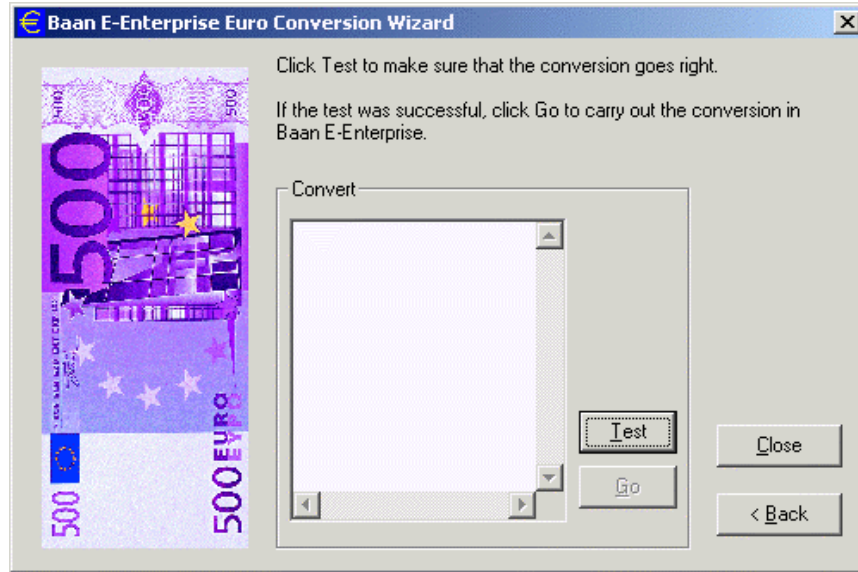 € Baan E-Enterprise Euro Conversion Wizard
Click Test to make sure that the conversion goes right.
If the test was successful, click Go to carry out the conversion in
Baan E-Enterprise.
Convert
Test
Go
Close
< Back
500
500
500
500 EURO
ΕΥΡΩ
500